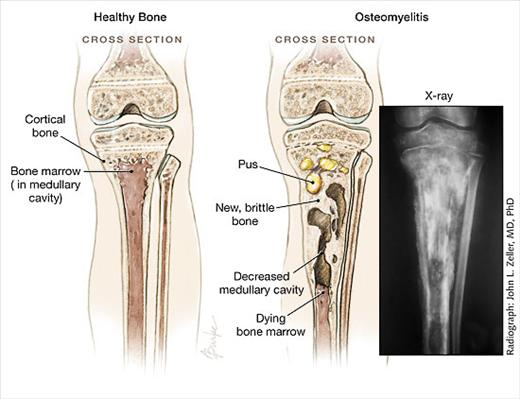 Healthy Bone
CROSS SECTION
Cortical
bone
Bone marrow
( in medullary
cavity)
Osteomyelitis
CROSS SECTION
Pus
New, brittle
bone
Decreased
medullary cavity
Dying
bone marrow
X-ray
Radiograph: John L. Zeller, MD, PhD